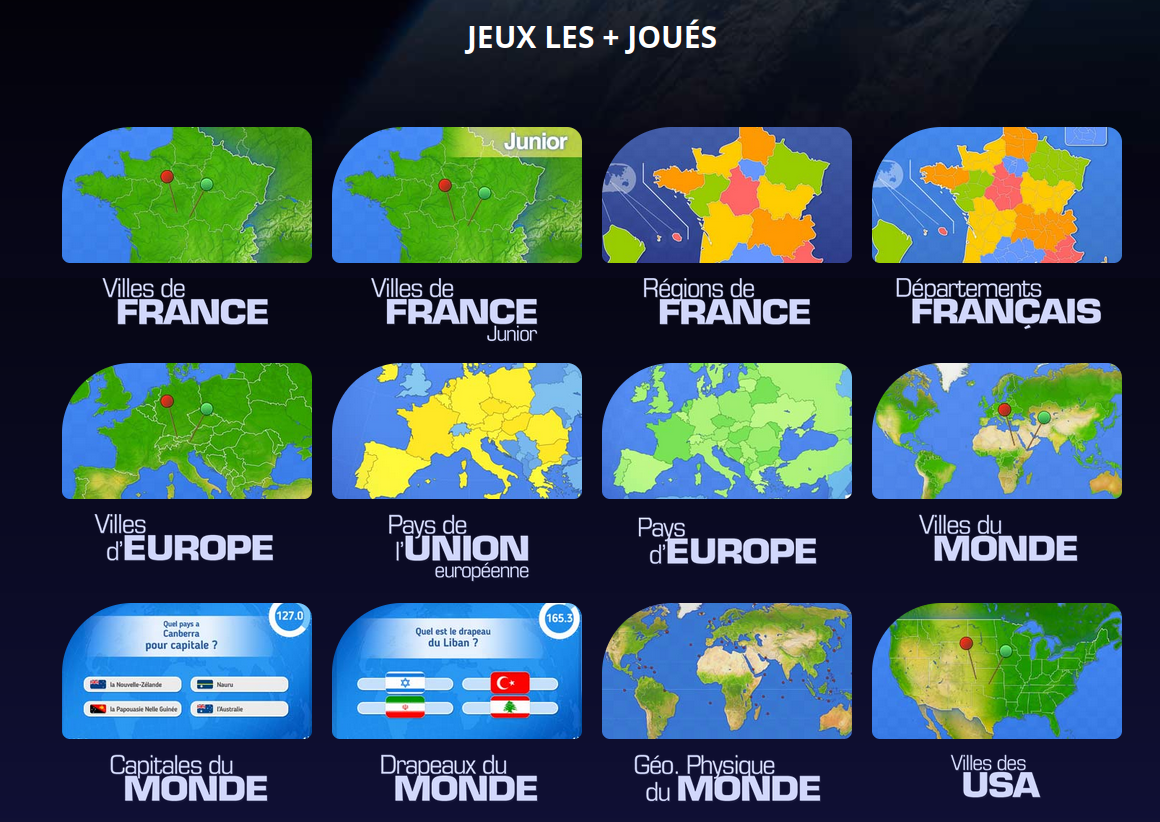 JEUX LES + JOUÉS
Junior
Villes de
FRANCE
Villes de
FRANCE
Junior
Régions de
FRANCE
Départements
FRANÇAIS
Villes
d'EUROPE
Pays de
l'UNION
européenne
Pays
d'EUROPE
Villes du
MONDE
127.0
Quel pays a
Canberra
pour capitale ?
la Nouvelle-Zélande
Nauru
la Papouasie Nelle Guinée
l'Australie
165.3
Quel est le drapeau
du Liban ?
Capitales du
MONDE
Drapeaux du
MONDE
Géo. Physique
du MONDE
Villes des
USA